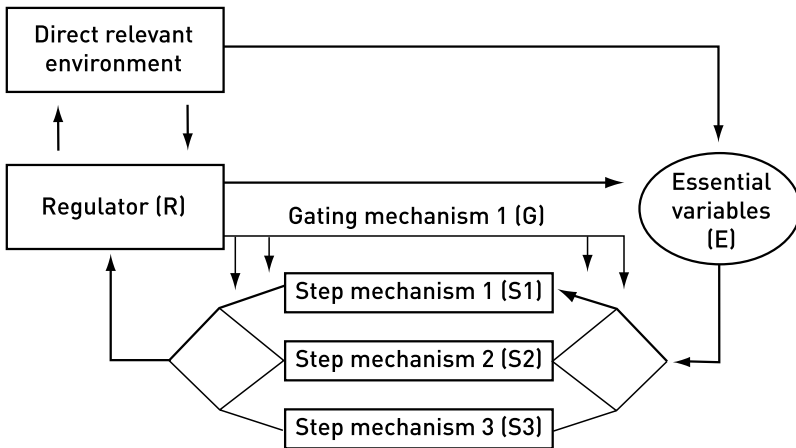 Direct relevant
environment
Regulator (R)
Gating mechanism 1 (G)
Essential
variables
(E)
Step mechanism 1 (S1)
Step mechanism 2 (S2)
Step mechanism 3 (S3)